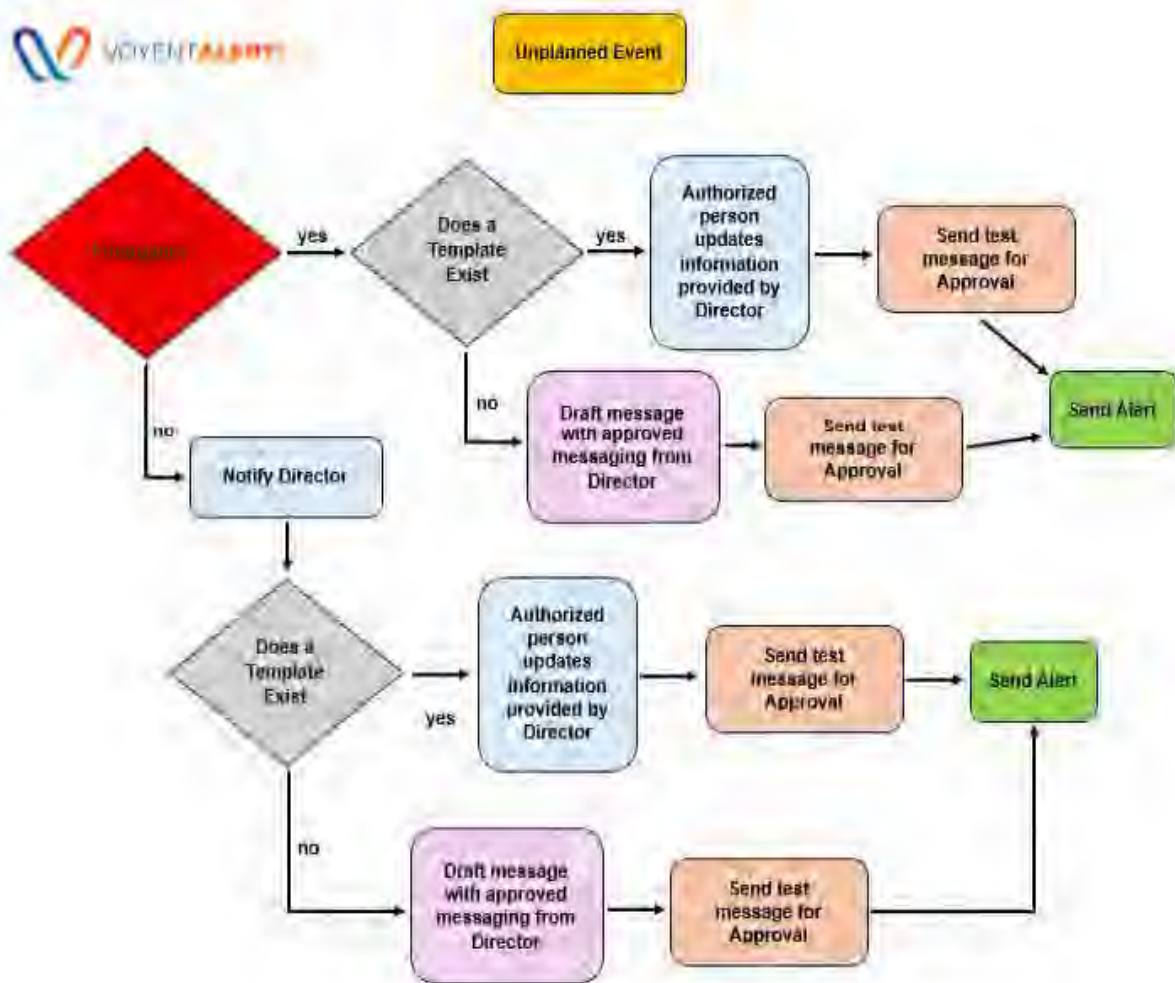 VOYENT ALERT!
Unplanned Event
yes
Does a
Template
Exist
yes
Authorized
person
updates
information
provided by
Director
Send test
message for
Approval
no
Draft message
with approved
messaging from
Director
Send test
message for
Approval
Send Alert
no
Notify Director
Does a
Template
Exist
yes
Authorized
person
updates
information
provided by
Director
Send test
message for
Approval
Send Alert
no
Draft message
with approved
messaging from
Director
Send test
message for
Approval